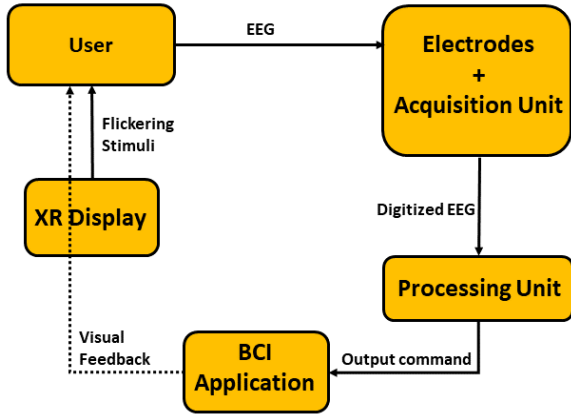 User
EEG
Electrodes
+
Acquisition Unit
Flickering
Stimuli
XR Display
Digitized EEG
Processing Unit
Visual
Feedback
BCI
Application
Output command